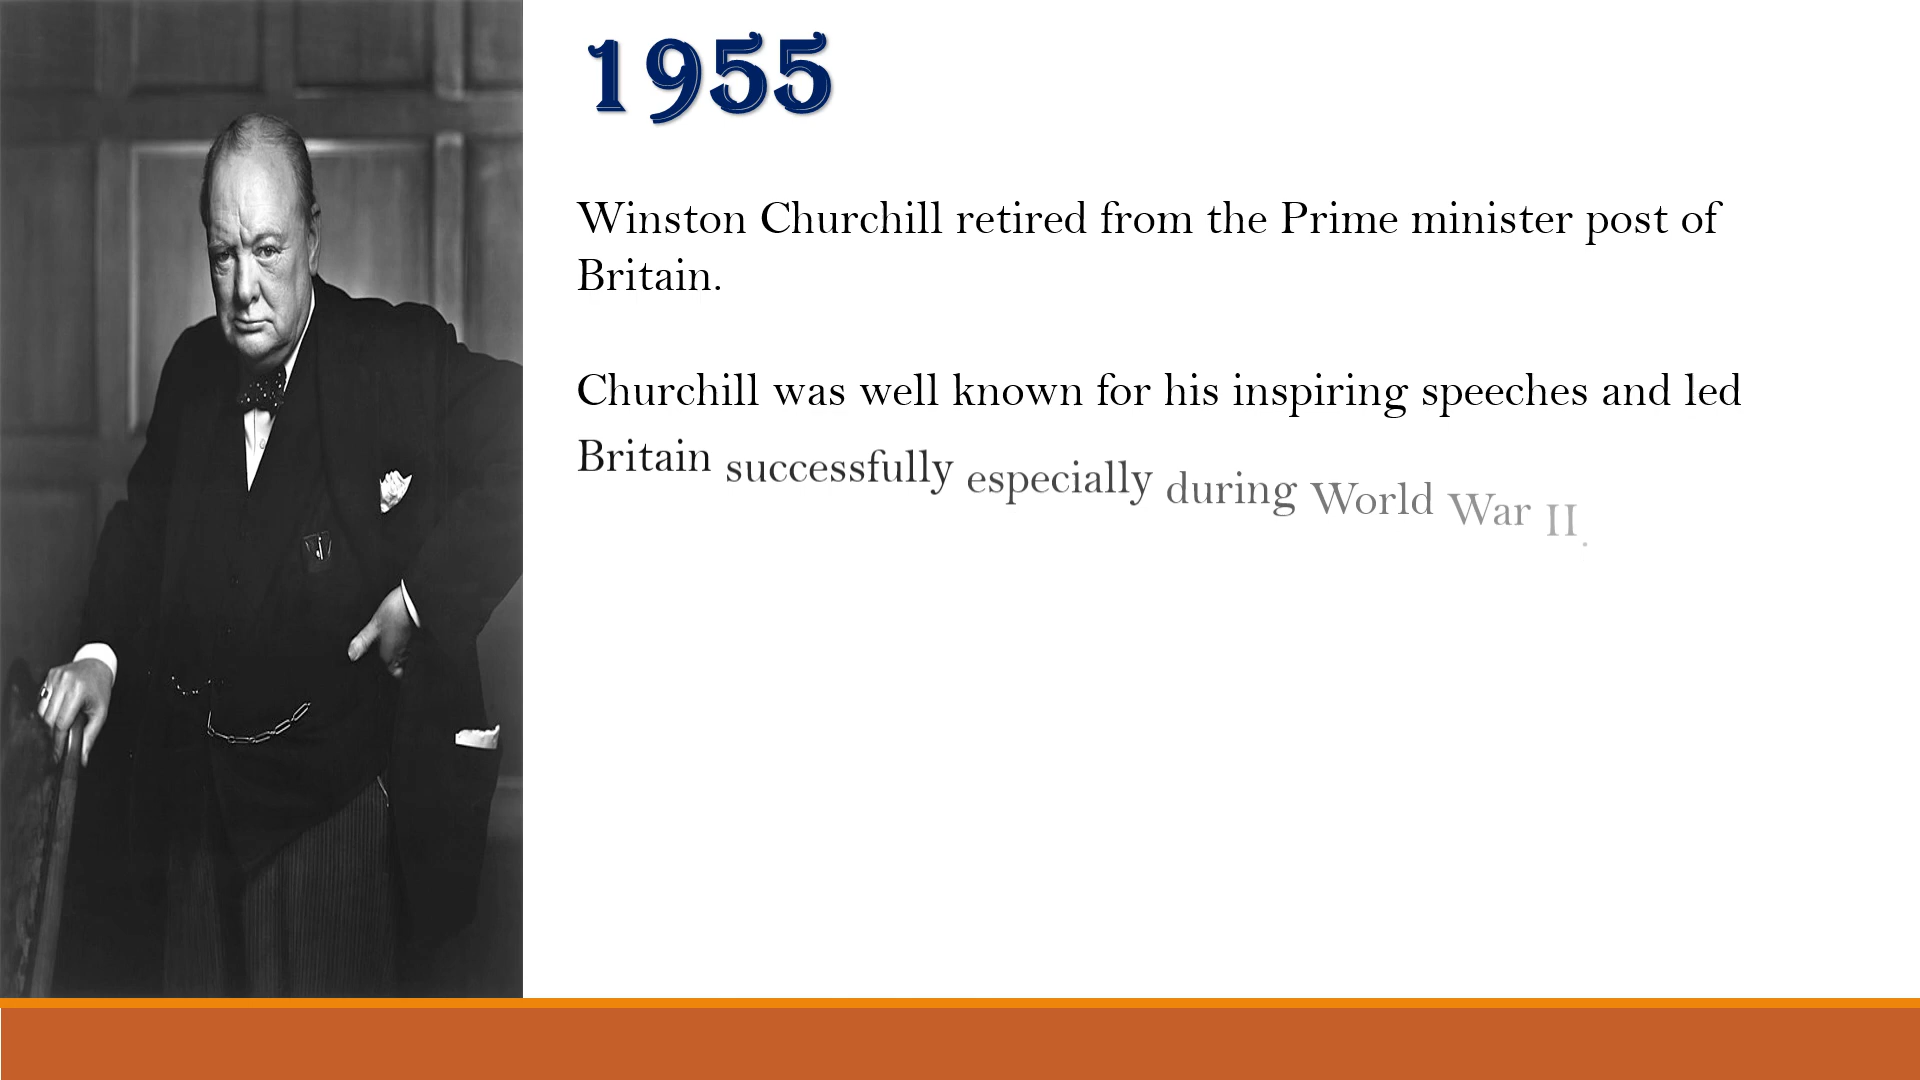 1955
Winston Churchill retired from the Prime minister post of
Britain.
Churchill was well known for his inspiring speeches and led
Britain successfully especially during World War II.